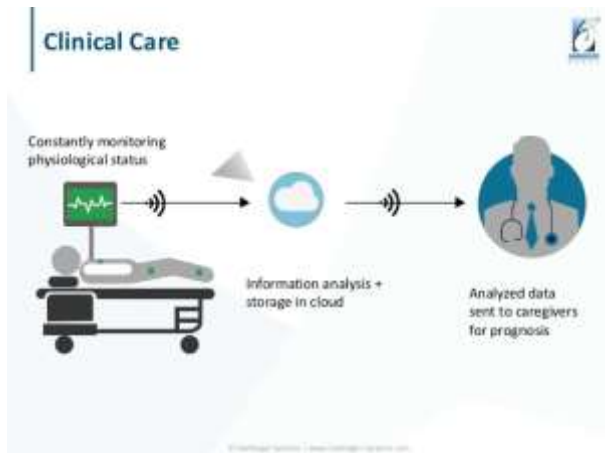 Clinical Care
Constantly monitoring
physiological status
Information analysis +
storage in cloud
Analyzed data
sent to caregivers
for prognosis